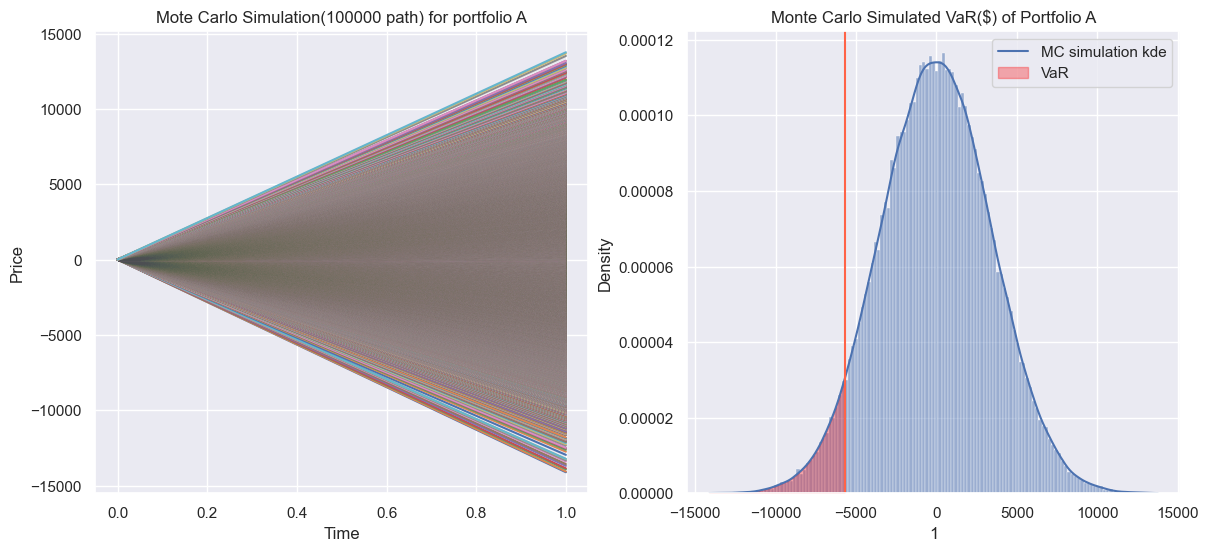 Mote Carlo Simulation(100000 path) for portfolio A
15000
10000
5000
0
−5000
−10000
−15000
Price
0.0 0.2 0.4 0.6 0.8 1.0
Time
Monte Carlo Simulated VaR($) of Portfolio A
MC simulation kde
VaR
0.00012
0.00010
0.00008
0.00006
0.00004
0.00002
0.00000
Density
−15000 −10000 −5000 0 5000 10000 15000
1